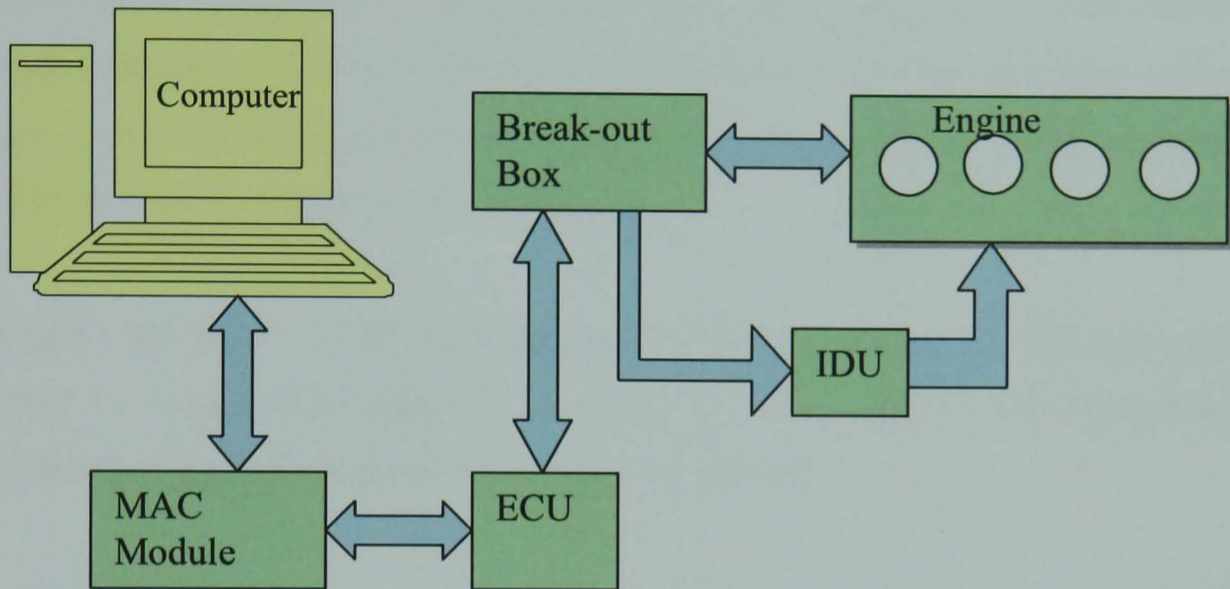 Computer
Break-out
Box
Engine
IDU
MAC
Module
ECU